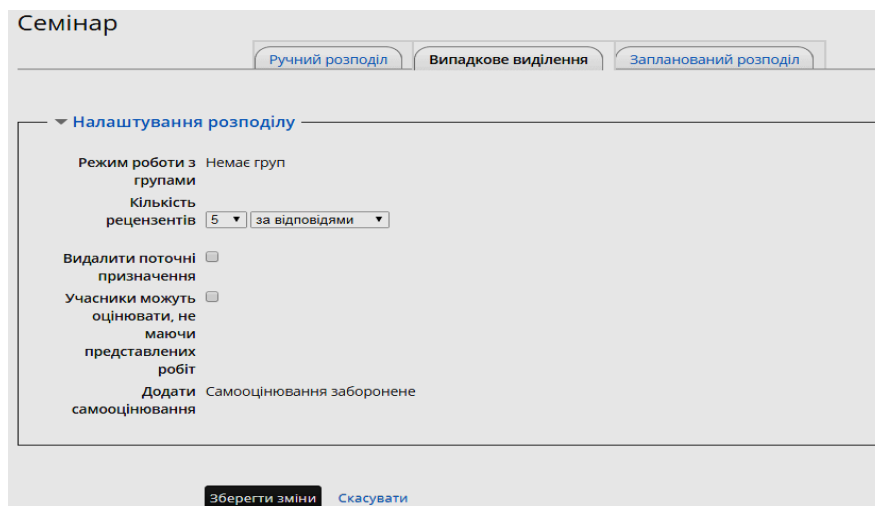 Семінар
Ручний розподіл Випадкове виділення Запланований розподіл
Налаштування розподілу
Режим роботи з Немає груп
групами
Кількість
рецензентів 5 за відповідями
Видалити поточні
призначення
Учасники можуть
оцінювати, не
маючи
представлених
робіт
Додати Самооцінювання заборонене
самооцінювання
Зберегти зміни Скасувати